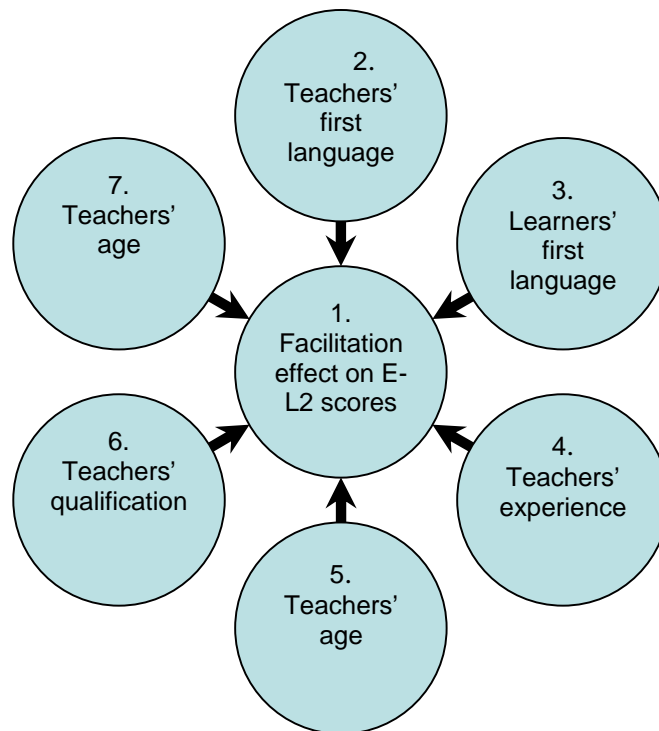 1.
Facilitation
effect on E-
L2 scores
2.
Teachers’
first
language
3.
Learners’
first
language
4.
Teachers’
experience
5.
Teachers’
age
6.
Teachers’
qualification
7.
Teachers’
age